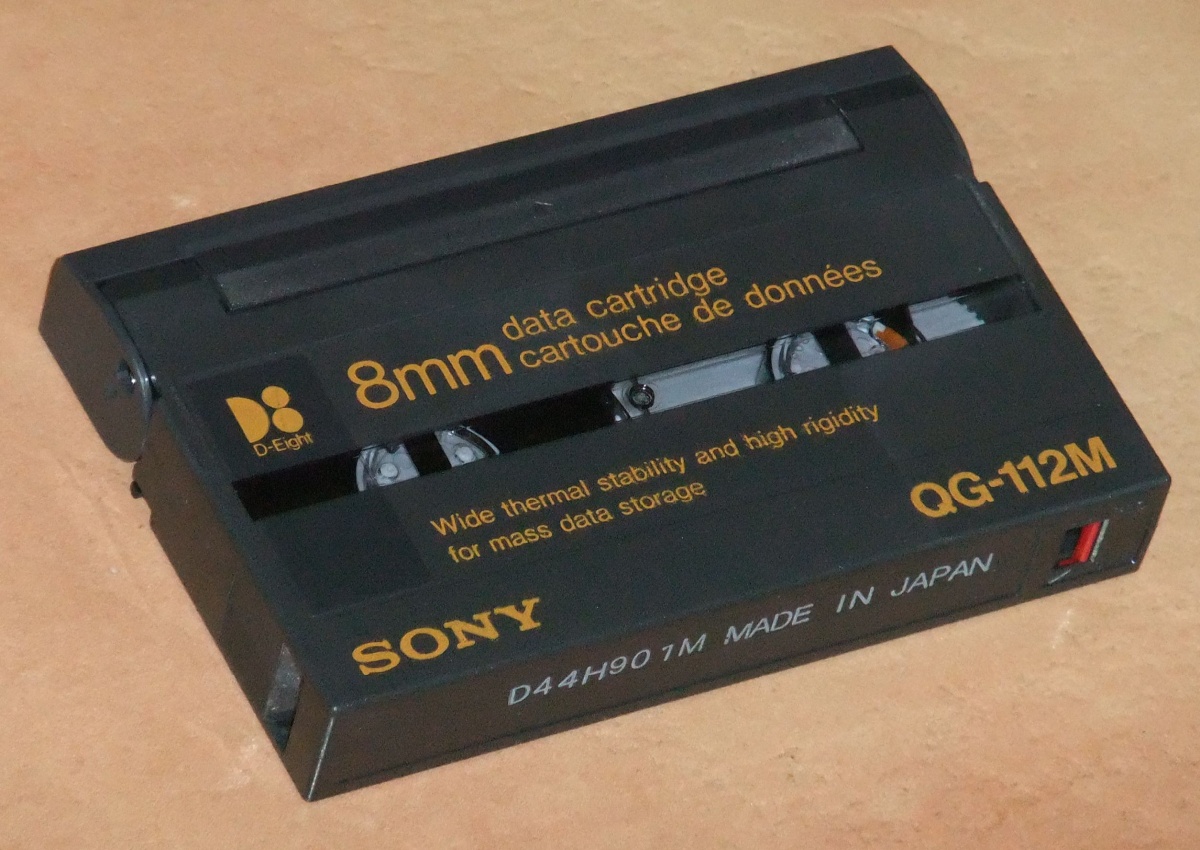 data cartridge
8mm cartouche de données
D-Eight
Wide thermal stability and high rigidity
for mass data storage
QG-112M
SONY
D44H907M MADE IN JAPAN